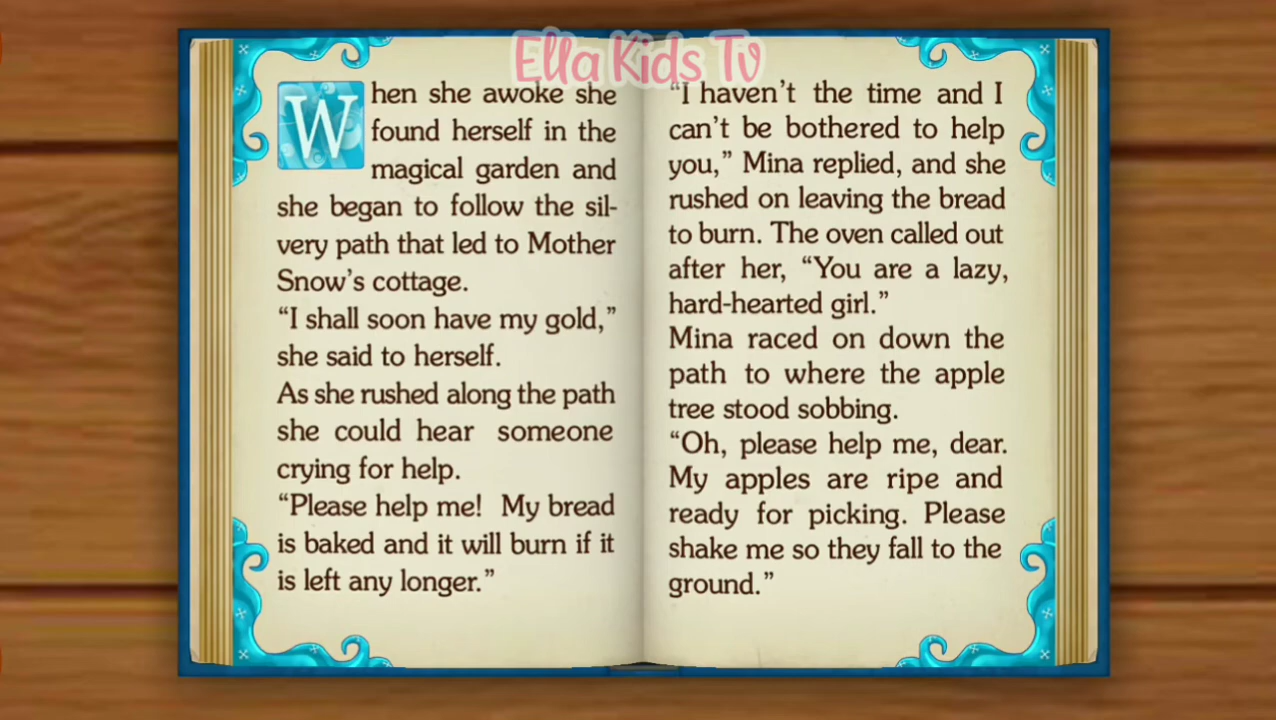 Ella Kids Tv
When she awoke she
found herself in the
magical garden and
she began to follow the sil-
very path that led to Mother
Snow's cottage.
“I shall soon have my gold,”
she said to herself.
As she rushed along the path
she could hear someone
crying for help.
“Please help me! My bread
is baked and it will burn if it
is left any longer.”
“I haven't the time and I
can't be bothered to help
you,” Mina replied, and she
rushed on leaving the bread
to burn. The oven called out
after her, “You are a lazy,
hard-hearted girl.”
Mina raced on down the
path to where the apple
tree stood sobbing.
“Oh, please help me, dear.
My apples are ripe and
ready for picking. Please
shake me so they fall to the
ground.”